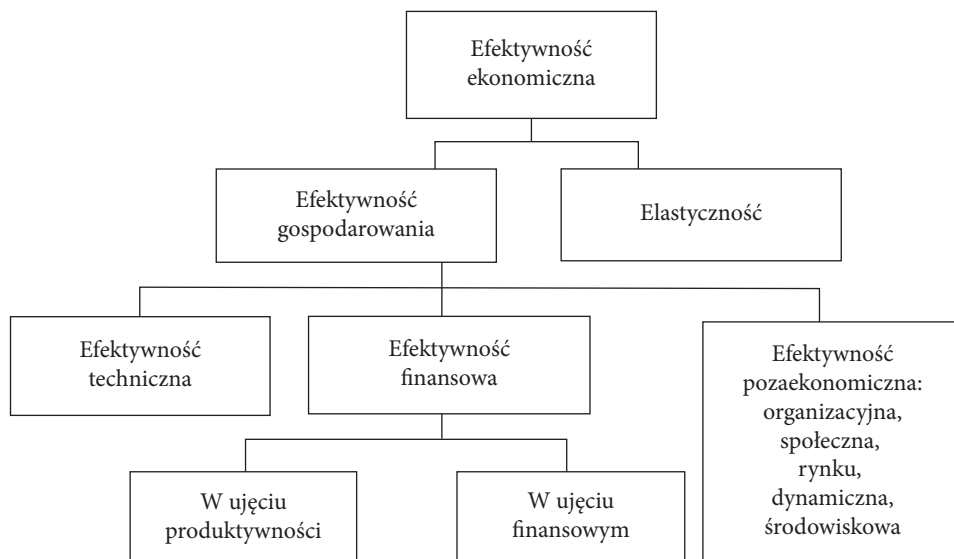 Efektywność
ekonomiczna
Efektywność
gospodarowania
Elastyczność
Efektywność
techniczna
Efektywność
finansowa
Efektywność
pozaekonomiczna:
organizacyjna,
społeczna,
rynku,
dynamiczna,
środowiskowa
W ujęciu
produktywności
W ujęciu
finansowym